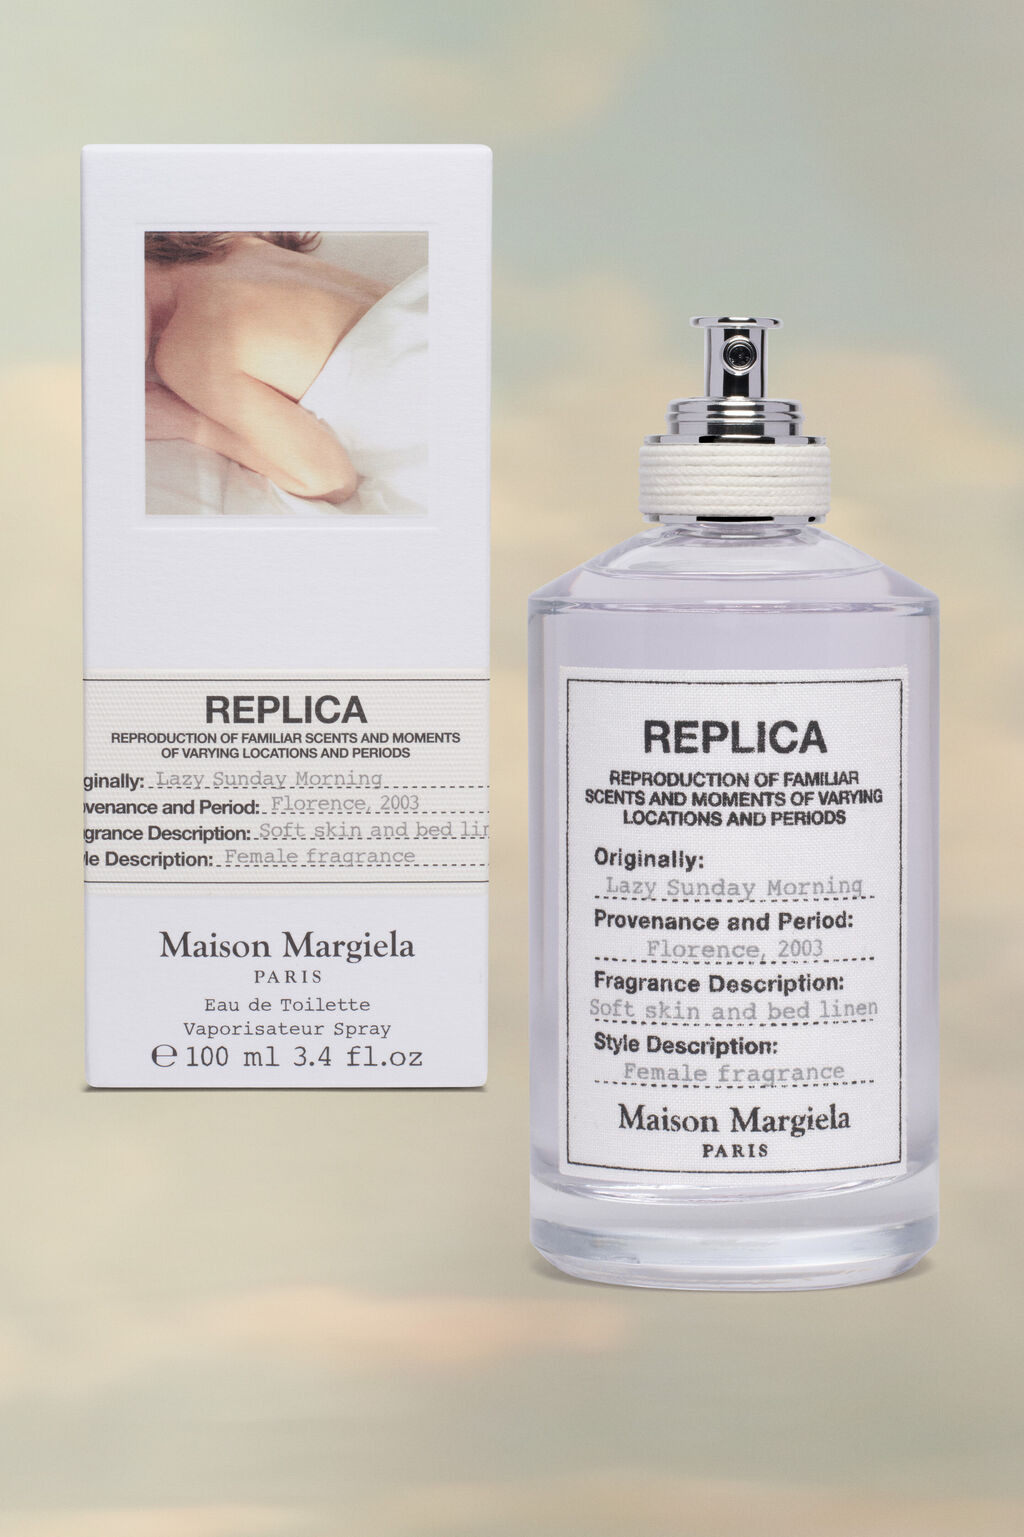 REPLICA
REPRODUCTION OF FAMILIAR SCENTS AND MOMENTS
OF VARYING LOCATIONS AND PERIODS
ginally: Lazy Sunday Morning
venance and Period: Florence, 2003
grance Description: Soft skin and bed lin
le Description: Female fragrance
Maison Margiela
PARIS
Eau de Toilette
Vaporisateur Spray
℮ 100 ml 3.4 fl.oz
REPLICA
REPRODUCTION OF FAMILIAR
SCENTS AND MOMENTS OF VARYING
LOCATIONS AND PERIODS
Originally:
Lazy Sunday Morning
Provenance and Period:
Florence, 2003
Fragrance Description:
Soft skin and bed linen
Style Description:
Female fragrance
Maison Margiela
PARIS